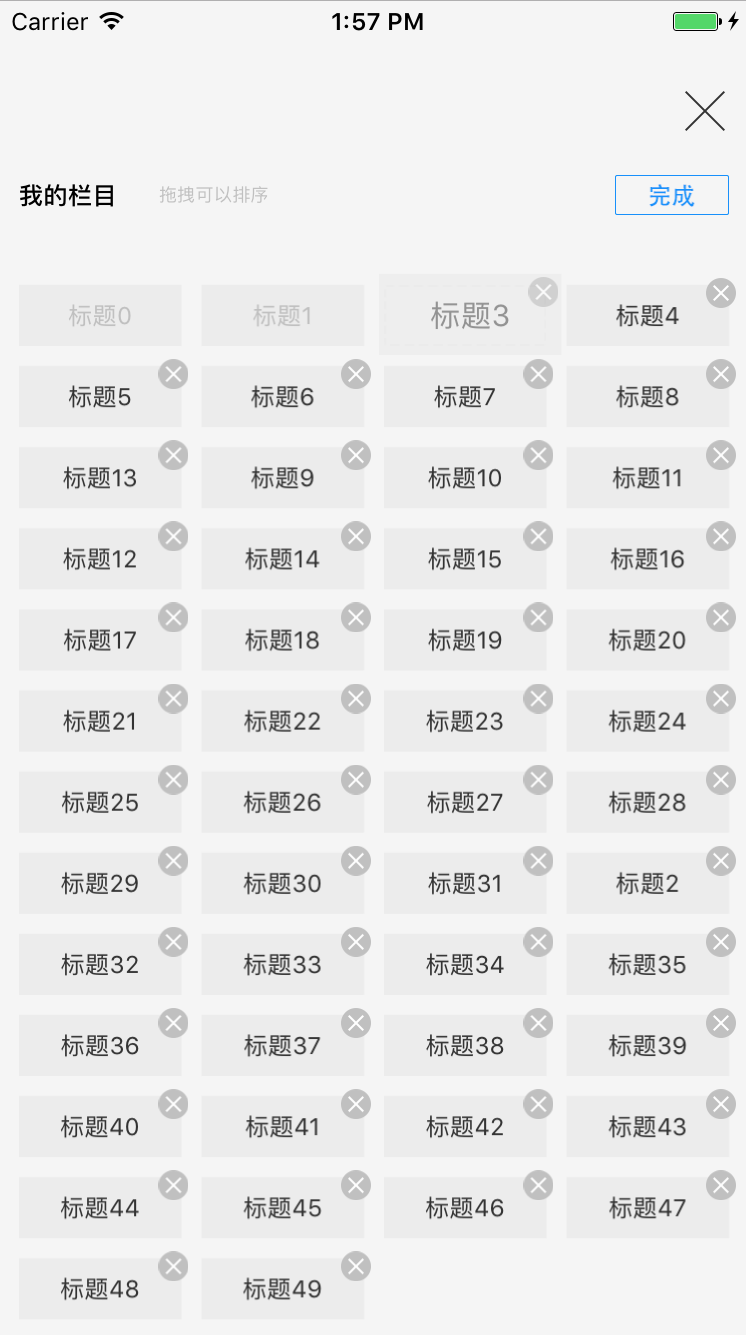 Carrier 1:57 PM
我的栏目 拖拽可以排序 完成
标题0 标题1 标题3 标题4
标题5 标题6 标题7 标题8
标题13 标题9 标题10 标题11
标题12 标题14 标题15 标题16
标题17 标题18 标题19 标题20
标题21 标题22 标题23 标题24
标题25 标题26 标题27 标题28
标题29 标题30 标题31 标题2
标题32 标题33 标题34 标题35
标题36 标题37 标题38 标题39
标题40 标题41 标题42 标题43
标题44 标题45 标题46 标题47
标题48 标题49